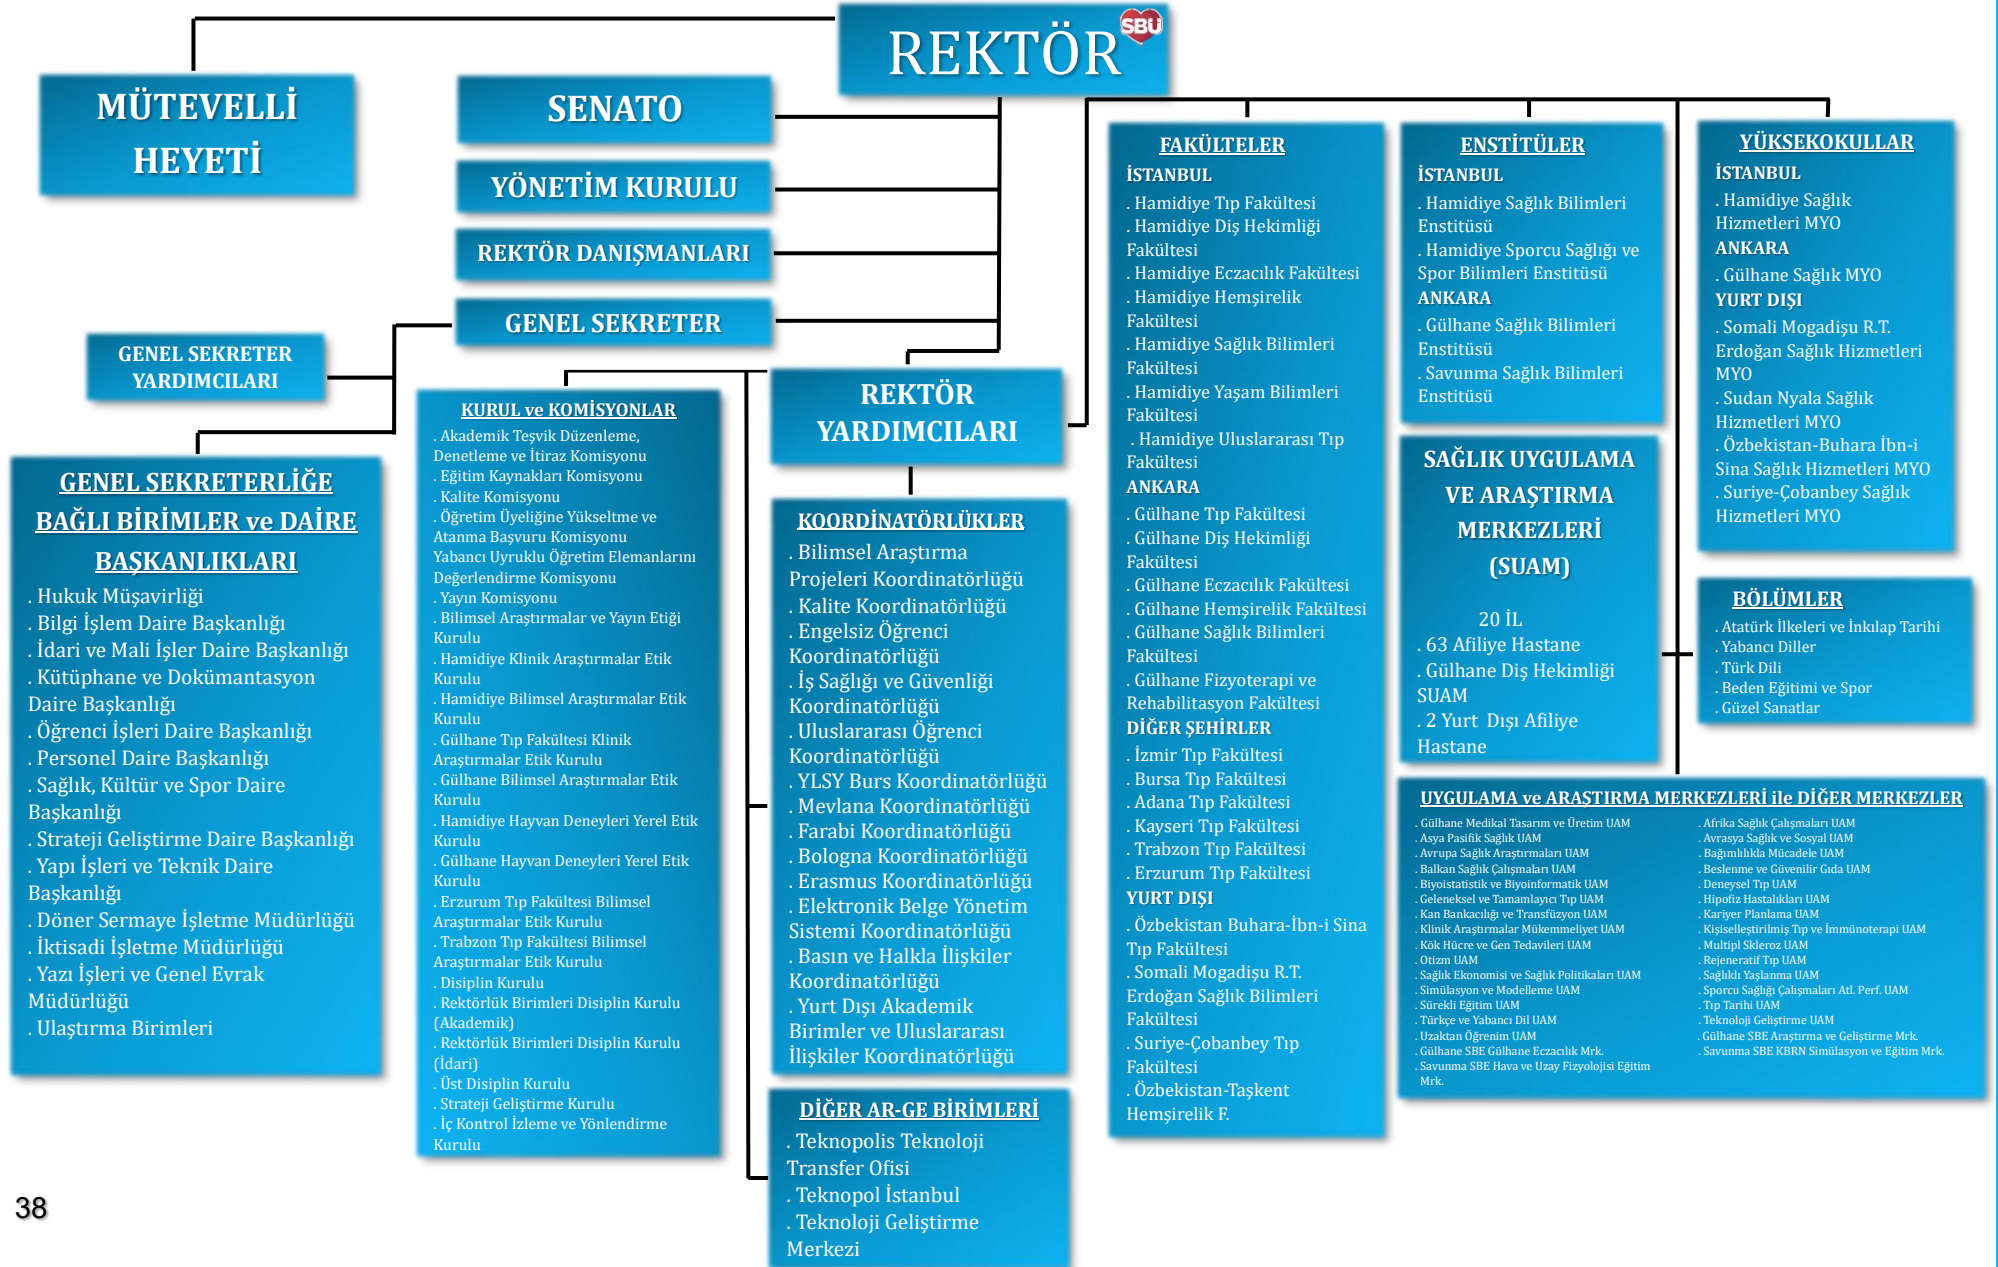 REKTÖR
SBÜ
MÜTEVELLİ
HEYETİ
SENATO
YÖNETİM KURULU
REKTÖR DANIŞMANLARI
GENEL SEKRETER
GENEL SEKRETER
YARDIMCILARI
GENEL SEKRETERLİĞE
BAĞLI BİRİMLER ve DAİRE
BAŞKANLIKLARI
. Hukuk Müşavirliği
. Bilgi İşlem Daire Başkanlığı
. İdari ve Mali İşler Daire Başkanlığı
. Kütüphane ve Dokümantasyon
Daire Başkanlığı
. Öğrenci İşleri Daire Başkanlığı
. Personel Daire Başkanlığı
. Sağlık, Kültür ve Spor Daire
Başkanlığı
. Strateji Geliştirme Daire Başkanlığı
. Yapı İşleri ve Teknik Daire
Başkanlığı
. Döner Sermaye İşletme Müdürlüğü
. İktisadi İşletme Müdürlüğü
. Yazı İşleri ve Genel Evrak
Müdürlüğü
. Ulaştırma Birimleri
KURUL ve KOMİSYONLAR
. Akademik Teşvik Düzenleme,
Denetleme ve İtiraz Komisyonu
. Eğitim Kaynakları Komisyonu
. Kalite Komisyonu
. Öğretim Üyeliğine Yükseltme ve
Atanma Başvuru Komisyonu
Yabancı Uyruklu Öğretim Elemanlarını
Değerlendirme Komisyonu
. Yayın Komisyonu
. Bilimsel Araştırmalar ve Yayın Etiği
Kurulu
. Hamidiye Klinik Araştırmalar Etik
Kurulu
. Hamidiye Bilimsel Araştırmalar Etik
Kurulu
. Gülhane Tıp Fakültesi Klinik
Araştırmalar Etik Kurulu
. Gülhane Bilimsel Araştırmalar Etik
Kurulu
. Hamidiye Hayvan Deneyleri Yerel Etik
Kurulu
. Gülhane Hayvan Deneyleri Yerel Etik
Kurulu
. Erzurum Tıp Fakültesi Bilimsel
Araştırmalar Etik Kurulu
. Trabzon Tıp Fakültesi Bilimsel
Araştırmalar Etik Kurulu
. Disiplin Kurulu
. Rektörlük Birimleri Disiplin Kurulu
(Akademik)
. Rektörlük Birimleri Disiplin Kurulu
(İdari)
. Üst Disiplin Kurulu
. Strateji Geliştirme Kurulu
. İç Kontrol İzleme ve Yönlendirme
Kurulu
REKTÖR
YARDIMCILARI
KOORDİNATÖRLÜKLER
. Bilimsel Araştırma
Projeleri Koordinatörlüğü
. Kalite Koordinatörlüğü
. Engelsiz Öğrenci
Koordinatörlüğü
. İş Sağlığı ve Güvenliği
Koordinatörlüğü
. Uluslararası Öğrenci
Koordinatörlüğü
. YLSY Burs Koordinatörlüğü
. Mevlana Koordinatörlüğü
. Farabi Koordinatörlüğü
. Bologna Koordinatörlüğü
. Erasmus Koordinatörlüğü
. Elektronik Belge Yönetim
Sistemi Koordinatörlüğü
. Basın ve Halkla İlişkiler
Koordinatörlüğü
. Yurt Dışı Akademik
Birimler ve Uluslararası
İlişkiler Koordinatörlüğü
DİĞER AR-GE BİRİMLERİ
. Teknopolis Teknoloji
Transfer Ofisi
. Teknopol İstanbul
. Teknoloji Geliştirme
Merkezi
FAKÜLTELER
İSTANBUL
. Hamidiye Tıp Fakültesi
. Hamidiye Diş Hekimliği
Fakültesi
. Hamidiye Eczacılık Fakültesi
. Hamidiye Hemşirelik
Fakültesi
. Hamidiye Sağlık Bilimleri
Fakültesi
. Hamidiye Yaşam Bilimleri
Fakültesi
. Hamidiye Uluslararası Tıp
Fakültesi
ANKARA
. Gülhane Tıp Fakültesi
. Gülhane Diş Hekimliği
Fakültesi
. Gülhane Eczacılık Fakültesi
. Gülhane Hemşirelik Fakültesi
. Gülhane Sağlık Bilimleri
Fakültesi
. Gülhane Fizyoterapi ve
Rehabilitasyon Fakültesi
DİĞER ŞEHİRLER
. İzmir Tıp Fakültesi
. Bursa Tıp Fakültesi
. Adana Tıp Fakültesi
. Kayseri Tıp Fakültesi
. Trabzon Tıp Fakültesi
. Erzurum Tıp Fakültesi
YURT DIŞI
. Özbekistan Buhara-İbn-i Sina
Tıp Fakültesi
. Somali Mogadişu R.T.
Erdoğan Sağlık Bilimleri
Fakültesi
. Suriye-Çobanbey Tıp
Fakültesi
. Özbekistan-Taşkent
Hemşirelik F.
ENSTİTÜLER
İSTANBUL
. Hamidiye Sağlık Bilimleri
Enstitüsü
. Hamidiye Sporcu Sağlığı ve
Spor Bilimleri Enstitüsü
ANKARA
. Gülhane Sağlık Bilimleri
Enstitüsü
. Savunma Sağlık Bilimleri
Enstitüsü
SAĞLIK UYGULAMA
VE ARAŞTIRMA
MERKEZLERİ
(SUAM)
20 İL
. 63 Afiliye Hastane
. Gülhane Diş Hekimliği
SUAM
. 2 Yurt Dışı Afiliye
Hastane
YÜKSEKOKULLAR
İSTANBUL
. Hamidiye Sağlık
Hizmetleri MYO
ANKARA
. Gülhane Sağlık MYO
YURT DIŞI
. Somali Mogadişu R.T.
Erdoğan Sağlık Hizmetleri
MYO
. Sudan Nyala Sağlık
Hizmetleri MYO
. Özbekistan-Buhara İbn-i
Sina Sağlık Hizmetleri MYO
. Suriye-Çobanbey Sağlık
Hizmetleri MYO
BÖLÜMLER
. Atatürk İlkeleri ve İnkılap Tarihi
. Yabancı Diller
. Türk Dili
. Beden Eğitimi ve Spor
. Güzel Sanatlar
UYGULAMA ve ARAŞTIRMA MERKEZLERİ ile DİĞER MERKEZLER
. Gülhane Medikal Tasarım ve Üretim UAM
. Asya Pasifik Sağlık UAM
. Avrupa Sağlık Araştırmaları UAM
. Balkan Sağlık Çalışmaları UAM
. Biyoistatistik ve Biyoinformatik UAM
. Geleneksel ve Tamamlayıcı Tıp UAM
. Kan Bankacılığı ve Transfüzyon UAM
. Klinik Araştırmalar Mükemmeliyet UAM
. Kök Hücre ve Gen Tedavileri UAM
. Otizm UAM
. Sağlık Ekonomisi ve Sağlık Politikaları UAM
. Simülasyon ve Modelleme UAM
. Sürekli Eğitim UAM
. Türkçe ve Yabancı Dil UAM
. Uzaktan Öğrenim UAM
. Gülhane SBE Gülhane Eczacılık Mrk.
. Savunma SBE Hava ve Uzay Fizyolojisi Eğitim
Mrk.
. Afrika Sağlık Çalışmaları UAM
. Avrasya Sağlık ve Sosyal UAM
. Bağımlılıkla Mücadele UAM
. Beslenme ve Güvenilir Gıda UAM
. Deneysel Tıp UAM
. Hipofiz Hastalıkları UAM
. Kariyer Planlama UAM
. Kişiselleştirilmiş Tıp ve İmmünoterapi UAM
. Multipl Skleroz UAM
. Rejeneratif Tıp UAM
. Sağlıklı Yaşlanma UAM
. Sporcu Sağlığı Çalışmaları Atl. Perf. UAM
. Tıp Tarihi UAM
. Teknoloji Geliştirme UAM
. Gülhane SBE Araştırma ve Geliştirme Mrk.
. Savunma SBE KBRN Simülasyon ve Eğitim Mrk.
38